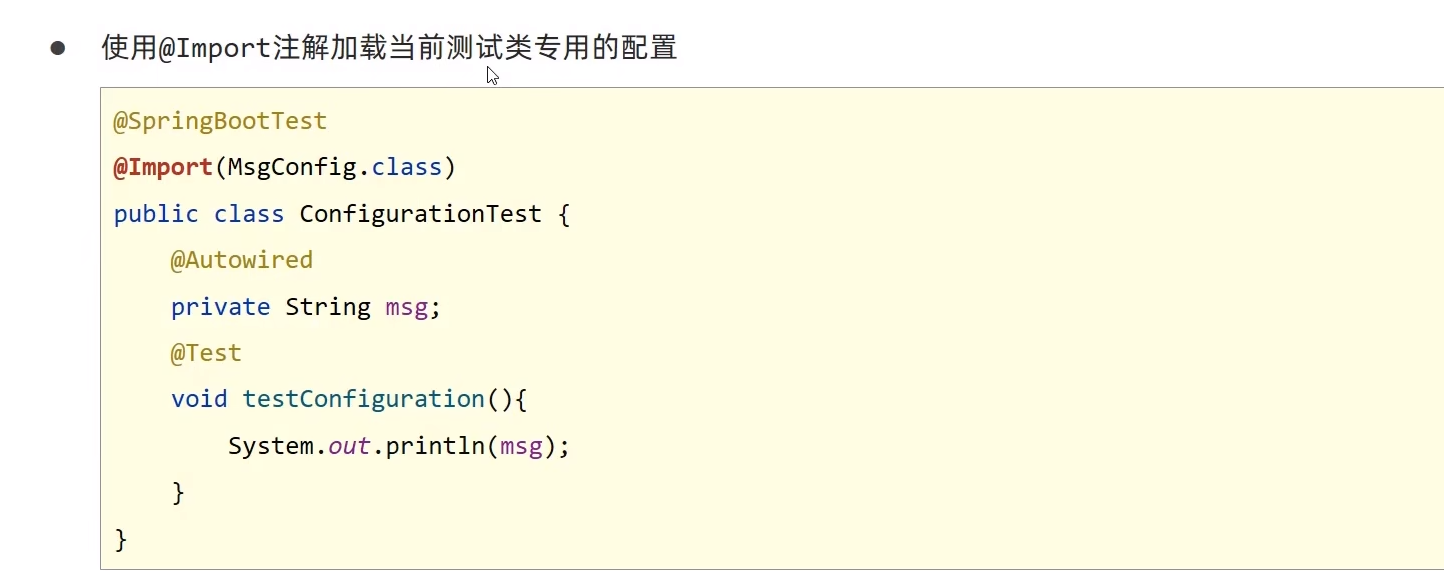 ● 使用@Import注解加载当前测试类专用的配置
@SpringBootTest
@Import(MsgConfig.class)
public class ConfigurationTest {
    @Autowired
    private String msg;
    @Test
    void testConfiguration(){
        System.out.println(msg);
    }
}